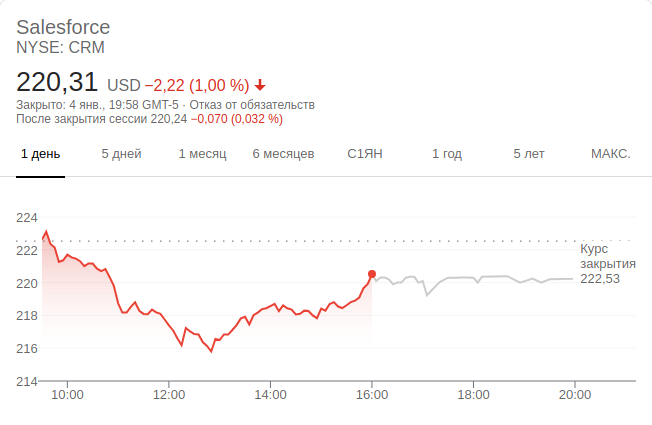 Salesforce
NYSE: CRM
220,31 USD −2,22 (1,00 %)
Закрыто: 4 янв., 19:58 GMT-5 · Отказ от обязательств
После закрытия сессии 220,24 −0,070 (0,032 %)
1 день 5 дней 1 месяц 6 месяцев С1ЯН 1 год 5 лет МАКС.
224
222
220
218
216
214
Курс
закрытия
222,53
10:00 12:00 14:00 16:00 18:00 20:00